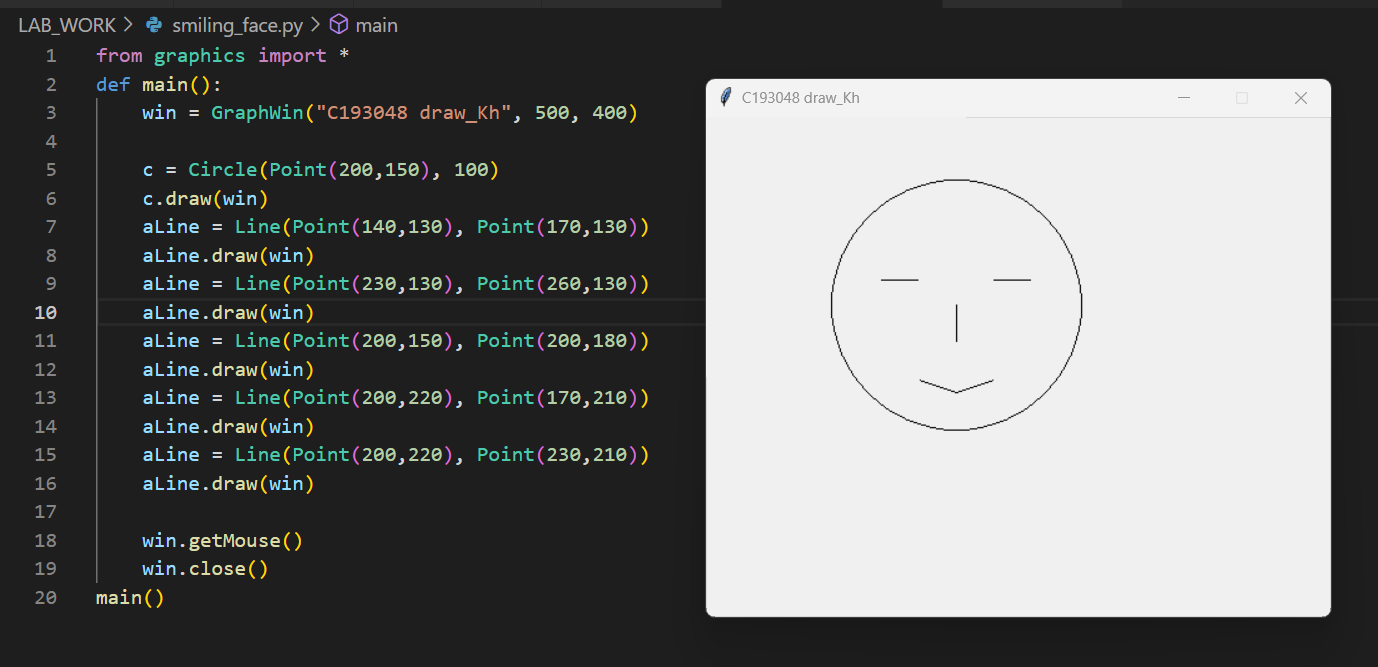 LAB_WORK > smiling_face.py > main
1 from graphics import *
2 def main():
3     win = GraphWin("C193048 draw_Kh", 500, 400)
4
5     c = Circle(Point(200,150), 100)
6     c.draw(win)
7     aLine = Line(Point(140,130), Point(170,130))
8     aLine.draw(win)
9     aLine = Line(Point(230,130), Point(260,130))
10     aLine.draw(win)
11     aLine = Line(Point(200,150), Point(200,180))
12     aLine.draw(win)
13     aLine = Line(Point(200,220), Point(170,210))
14     aLine.draw(win)
15     aLine = Line(Point(200,220), Point(230,210))
16     aLine.draw(win)
17
18     win.getMouse()
19     win.close()
20 main()
C193048 draw_Kh